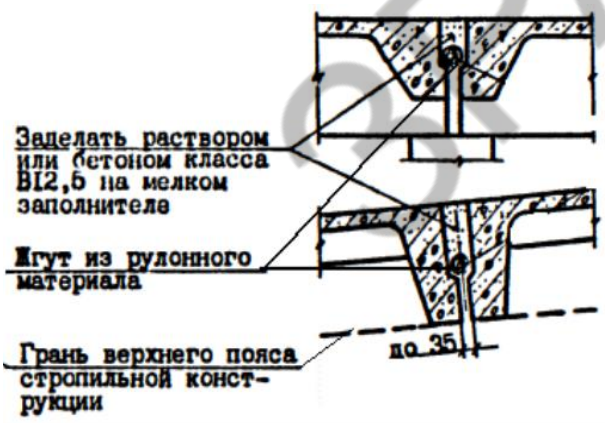 Заделать раствором
или бетоном класса
В12,5 на мелком
заполнителе
Жгут из рулонного
материала
до 35
Грань верхнего пояса
стропильной конст-
рукции